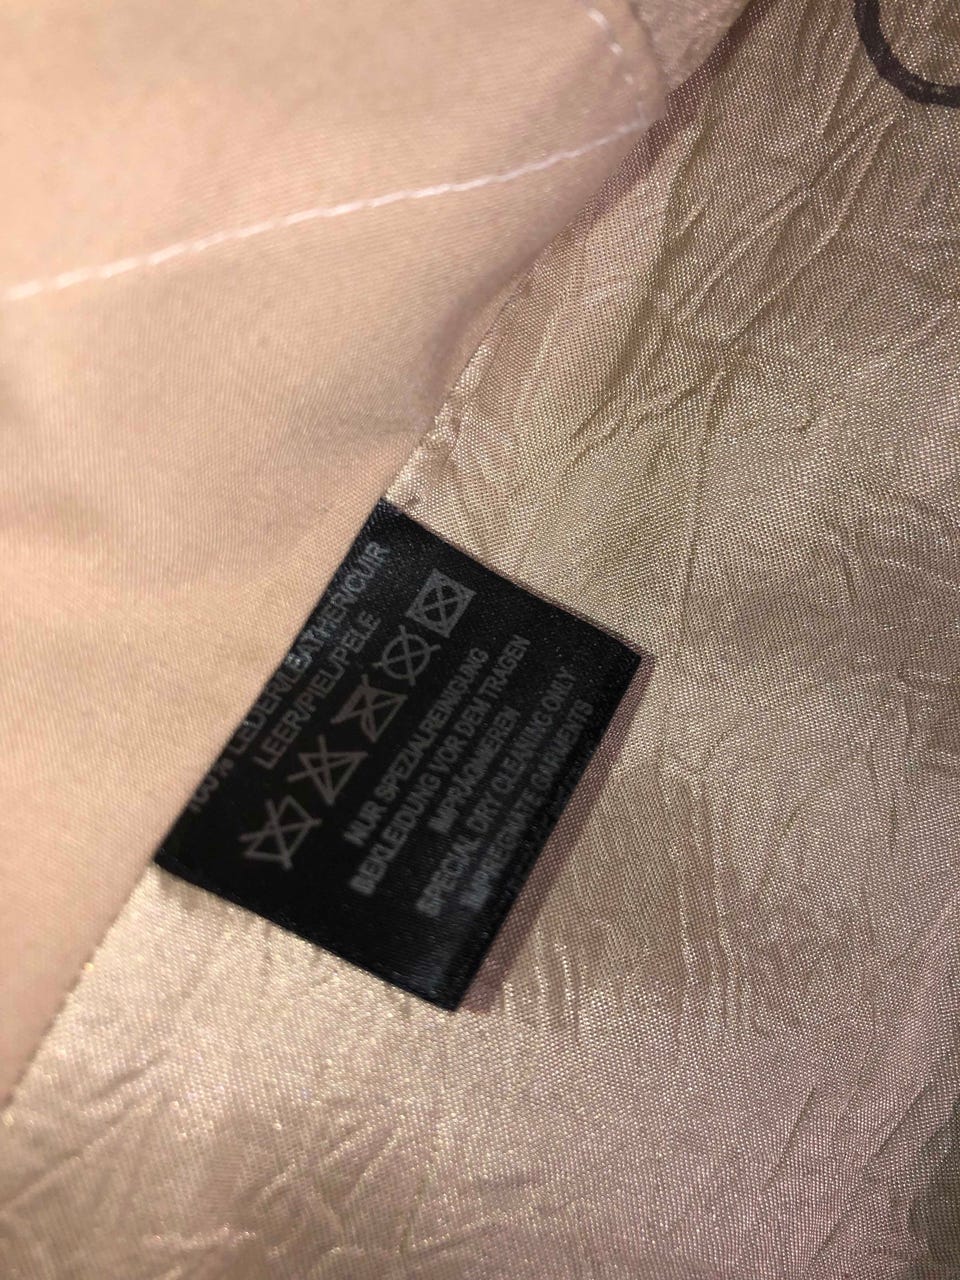 100% LEDER/LEATHER/CUIR
LEER/PIEL/PELE
NUR SPEZIALREINIGUNG
BEKLEIDUNG VOR DEM TRAGEN
IMPRÄGNIEREN
SPECIAL DRY CLEANING ONLY
IMPREGNATE GARMENTS